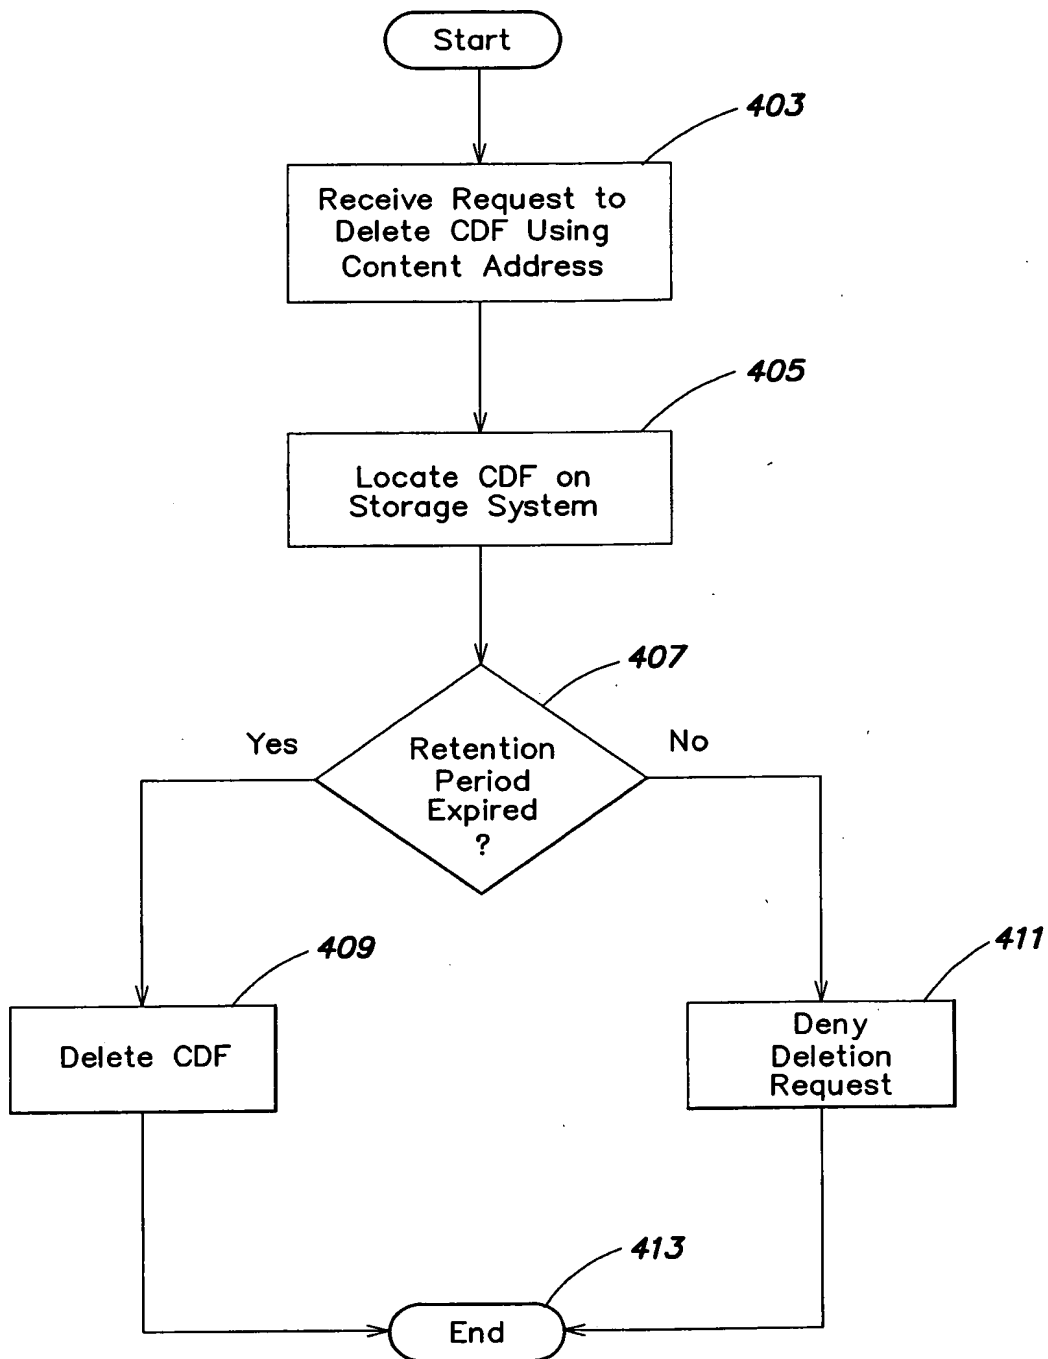 Start
403
Receive Request to
Delete CDF Using
Content Address
405
Locate CDF on
Storage System
407
Yes
No
Retention
Period
Expired
?
409
411
Delete CDF
Deny
Deletion
Request
413
End